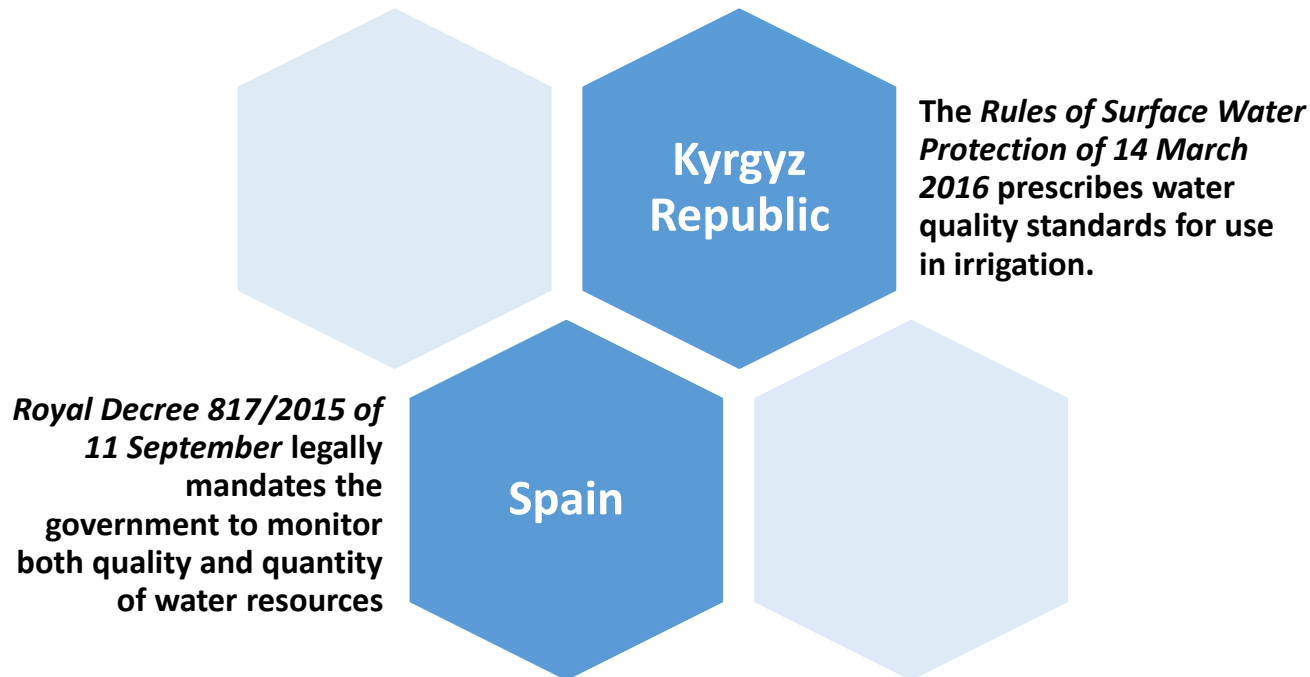 Kyrgyz
Republic
The Rules of Surface Water
Protection of 14 March
2016 prescribes water
quality standards for use
in irrigation.
Royal Decree 817/2015 of
11 September legally
mandates the
government to monitor
both quality and quantity
of water resources
Spain